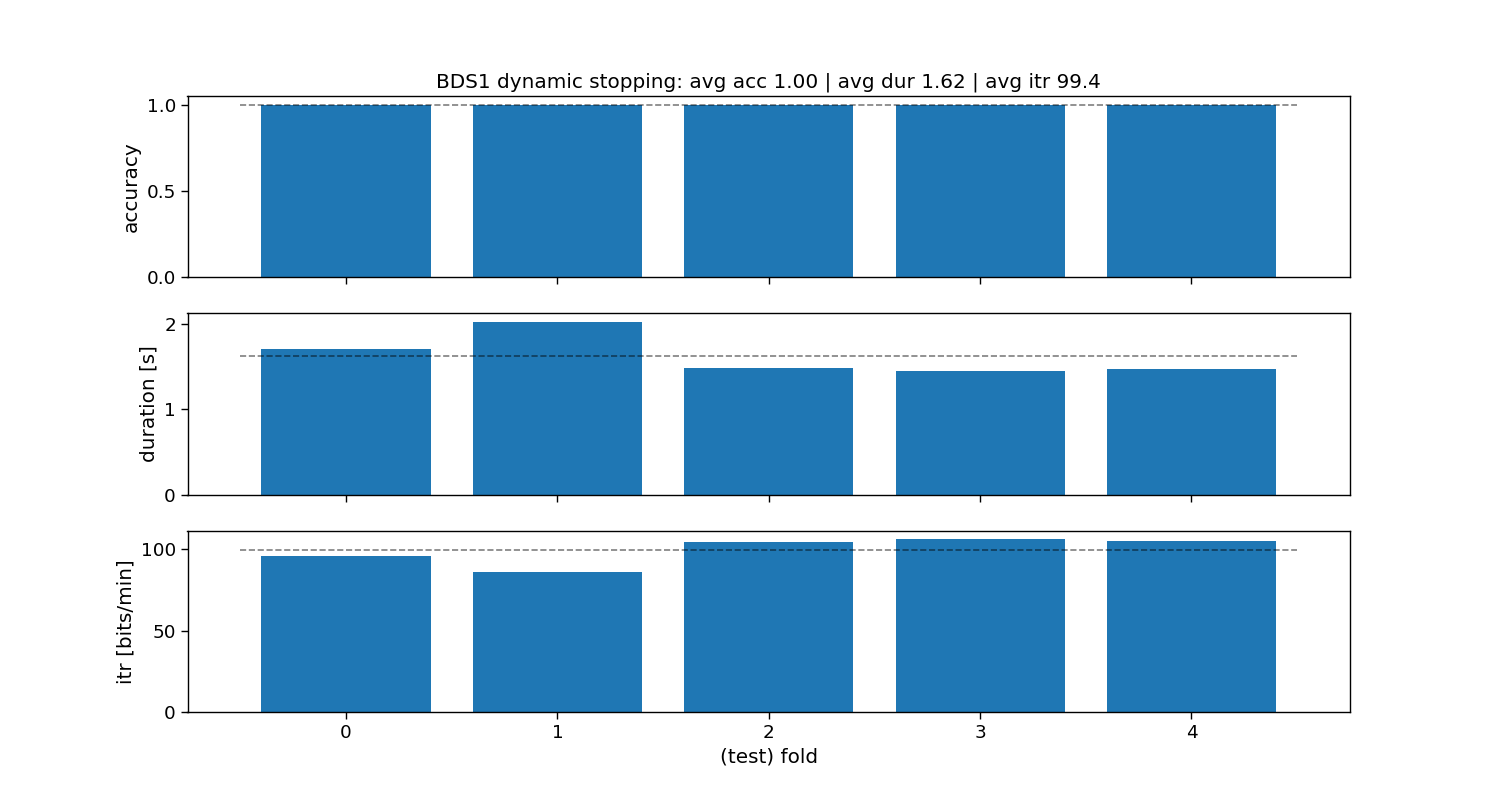 BDS1 dynamic stopping: avg acc 1.00 | avg dur 1.62 | avg itr 99.4
1.0
0.5
0.0
accuracy
2
1
0
duration [s]
100
50
0
itr [bits/min]
0 1 2 3 4
(test) fold